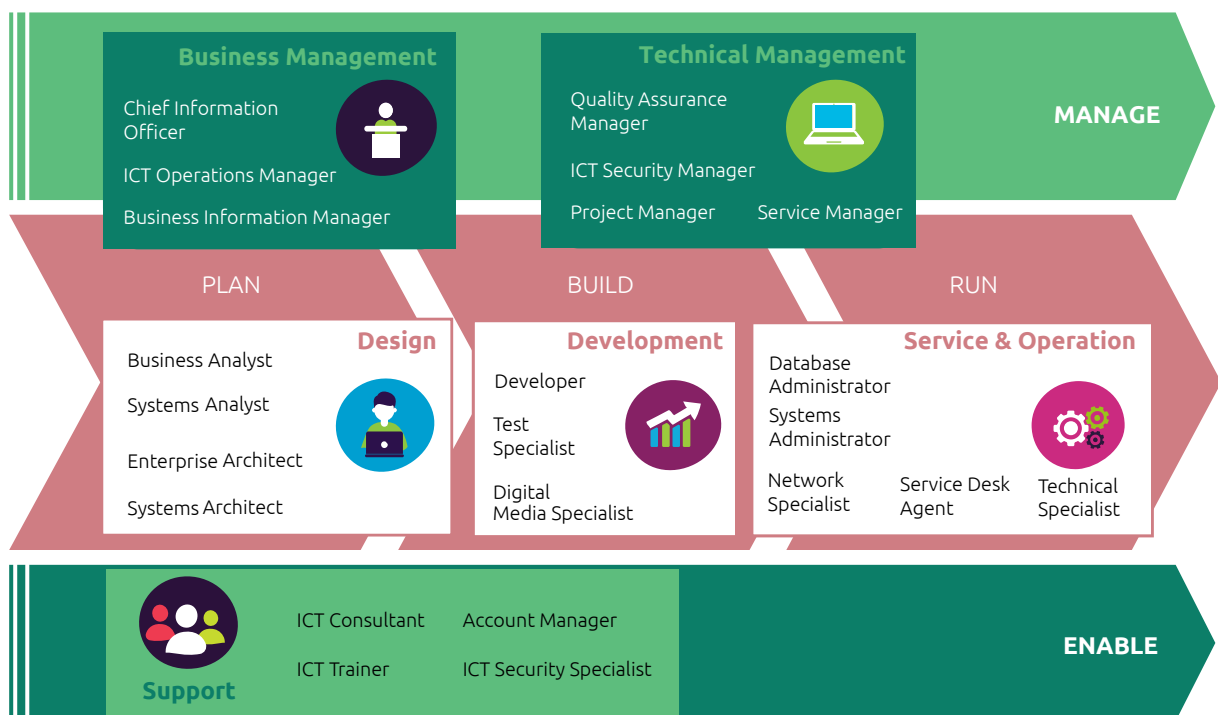 Business Management
Chief Information
Officer
ICT Operations Manager
Business Information Manager
Technical Management
Quality Assurance
Manager
ICT Security Manager
Project Manager
Service Manager
MANAGE
PLAN
BUILD
RUN
Design
Business Analyst
Systems Analyst
Enterprise Architect
Systems Architect
Development
Developer
Test
Specialist
Digital
Media Specialist
Service & Operation
Database
Administrator
Systems
Administrator
Network
Specialist
Service Desk
Agent
Technical
Specialist
Support
ICT Consultant
Account Manager
ICT Trainer
ICT Security Specialist
ENABLE